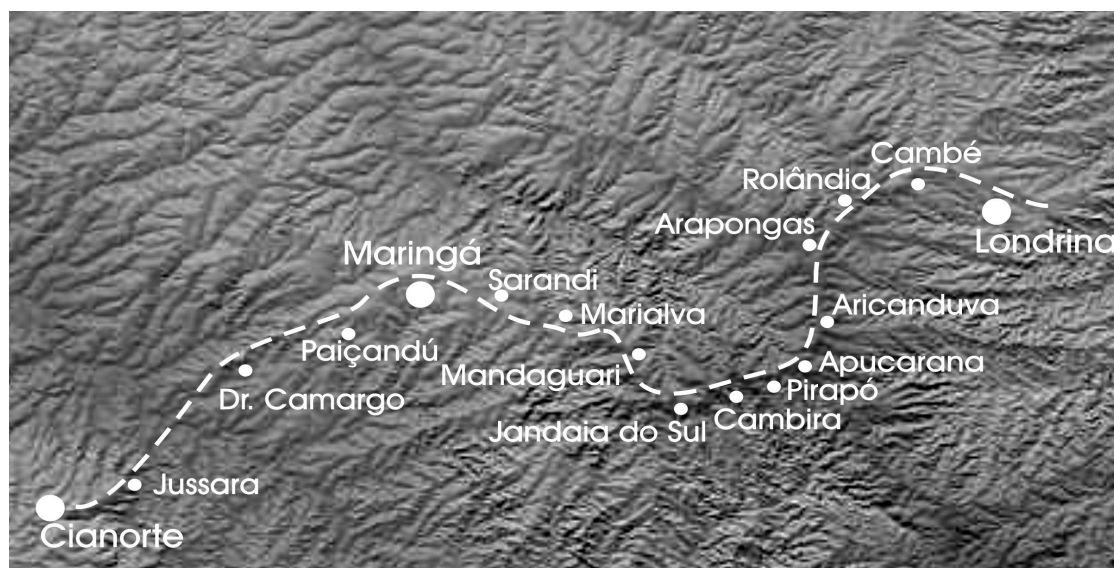 Cambé
Rolândia
Arapongas
Londrina
Maringá
Sarandi
Aricanduva
Marialva
Paiçandú
Apucarana
Mandaguari
Pirapó
Dr. Camargo
Cambira
Jandaia do Sul
Jussara
Cianorte